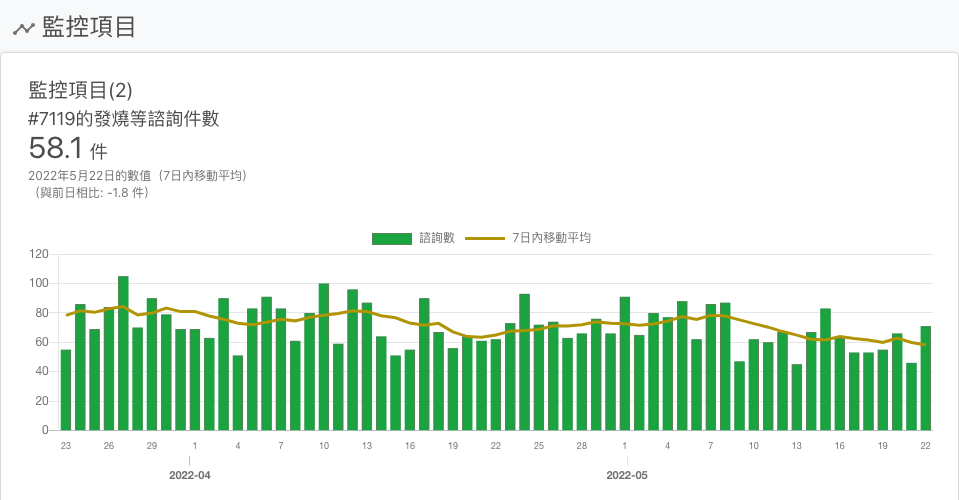 監控項目
監控項目(2)
#7119的發燒等諮詢件數
58.1 件
2022年5月22日的數值（7日內移動平均）
（與前日相比: -1.8 件）
諮詢數 7日內移動平均
120
100
80
60
40
20
0
23 26 29 1 4 7 10 13 16 19 22 25 28 1 4 7 10 13 16 19 22
2022-04 2022-05